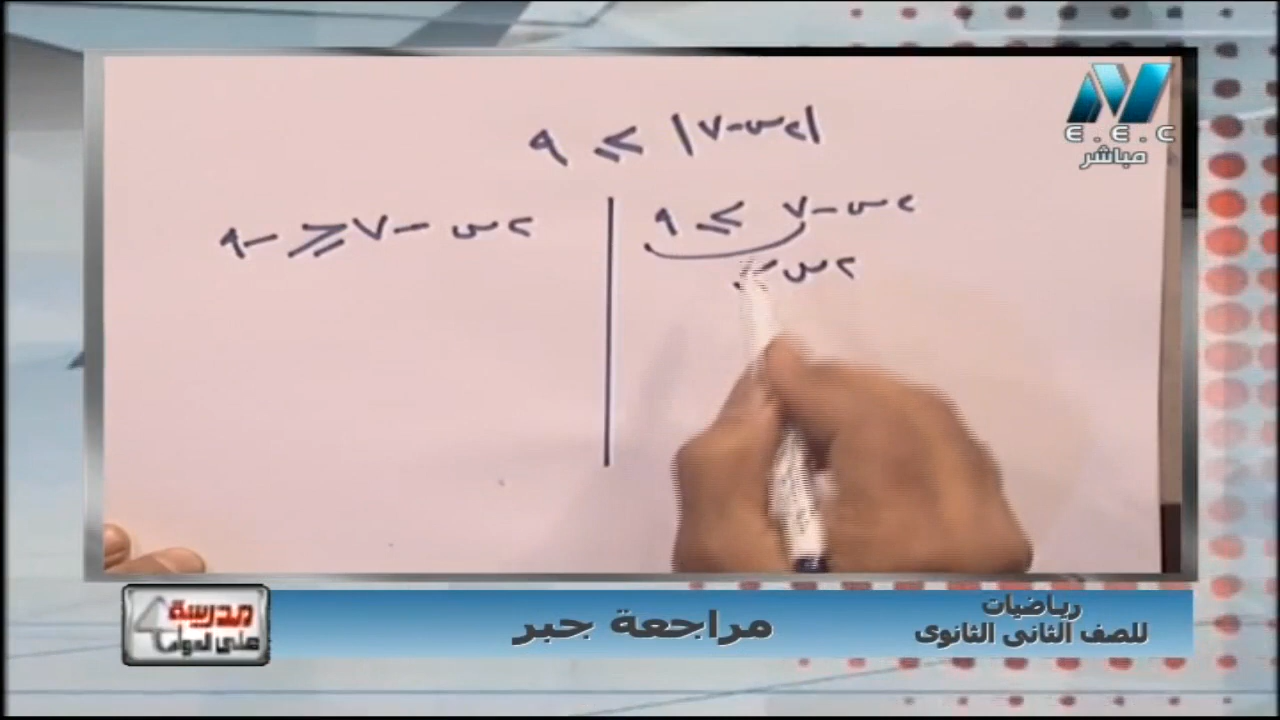 E.E.C
مباشر
|٢س - ٧| ≥ ٩
٢س - ٧ ≥ ٩
٢س
٢س - ٧ ≤ -٩
رياضيات
للصف الثانى الثانوى
مراجعة جبر
مدرسة
على الهواء